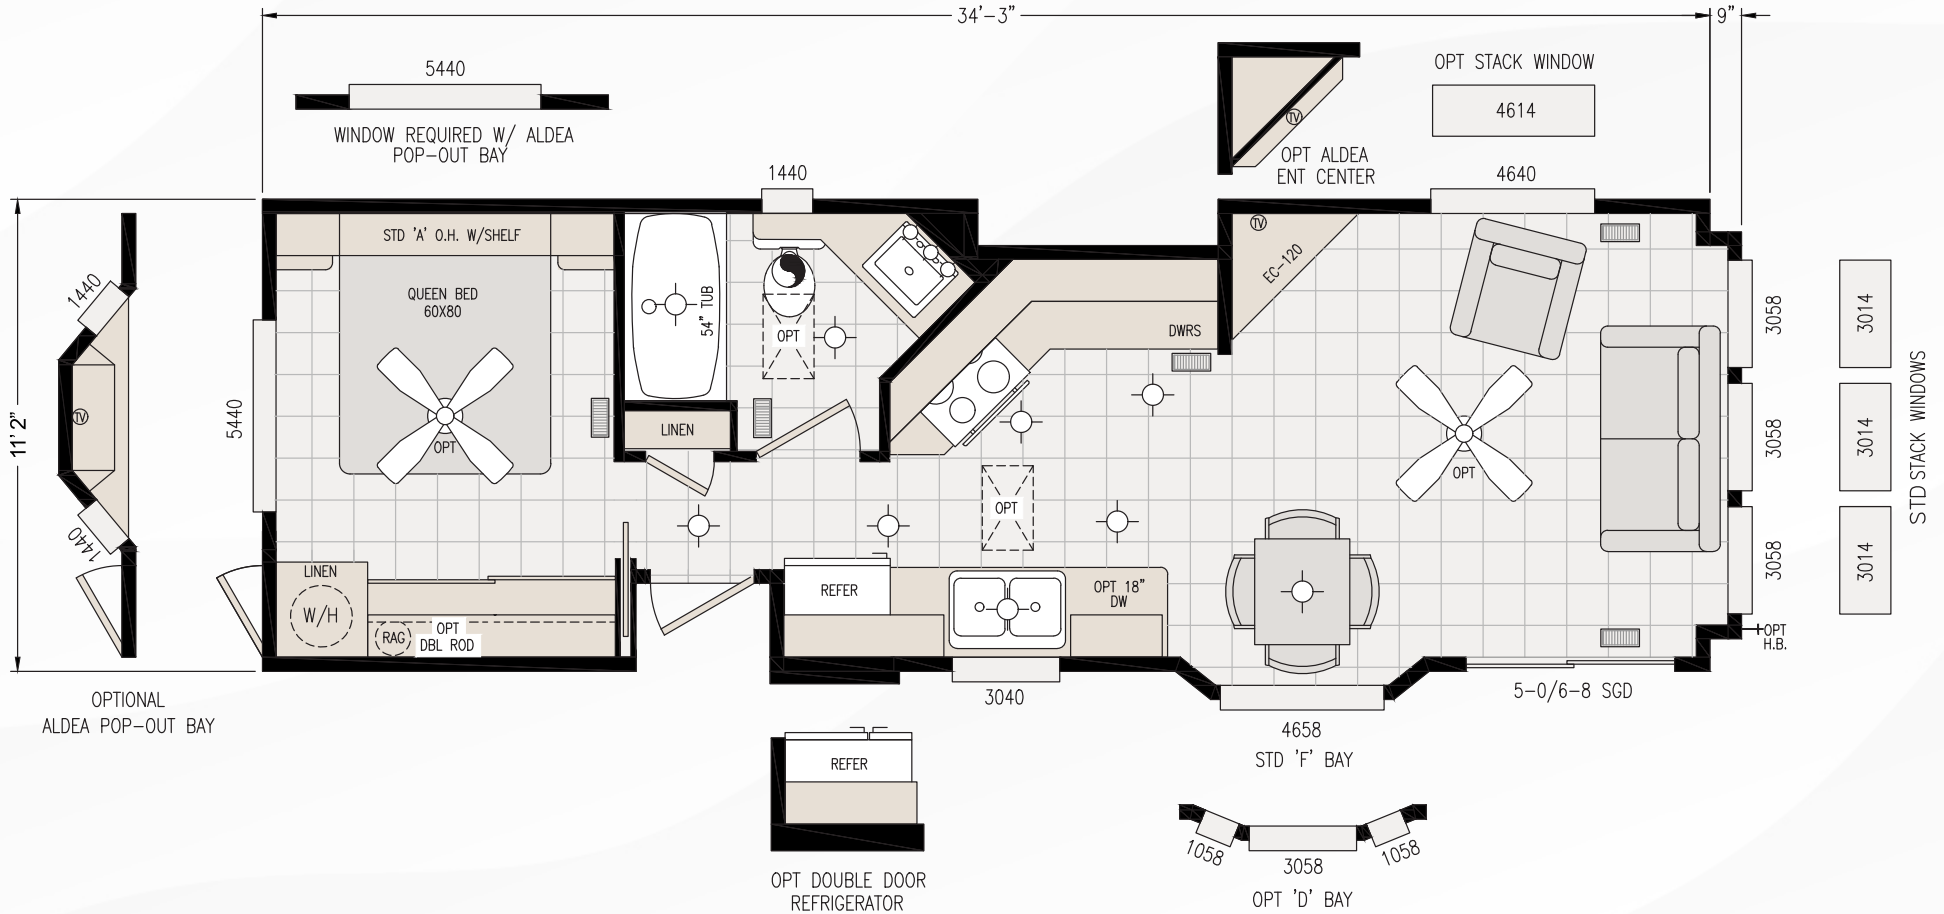 34'-3"
9"
5440
WINDOW REQUIRED W/ ALDEA
POP-OUT BAY
OPT STACK WINDOW
4614
TV
OPT ALDEA
ENT CENTER
1440
4640
11'2"
1440
TV
1440
OPTIONAL
ALDEA POP-OUT BAY
5440
STD 'A' O.H. W/SHELF
QUEEN BED
60X80
OPT
LINEN
W/H
RAG
OPT
DBL ROD
54" TUB
OPT
LINEN
DWRS
TV
EC-120
OPT
OPT
REFER
OPT 18"
DW
3040
4658
STD 'F' BAY
5-0/6-8 SGD
OPT
H.B.
3058
3058
3058
3014
3014
3014
STD STACK WINDOWS
REFER
OPT DOUBLE DOOR
REFRIGERATOR
1058
3058
1058
OPT 'D' BAY